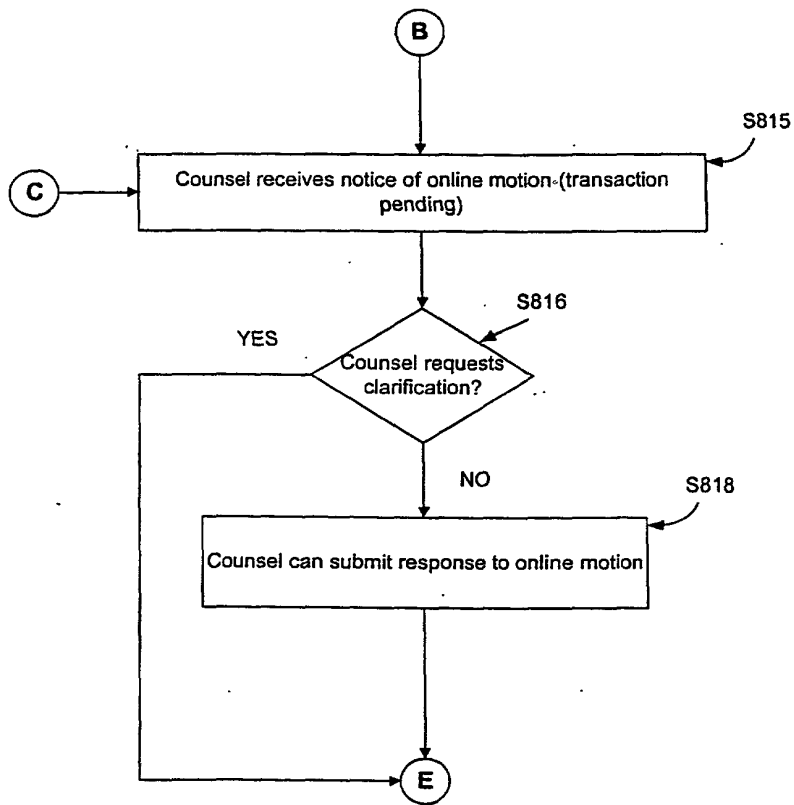 B
S815
C
Counsel receives notice of online motion (transaction
pending)
S816
YES
Counsel requests
clarification?
NO
S818
Counsel can submit response to online motion
E